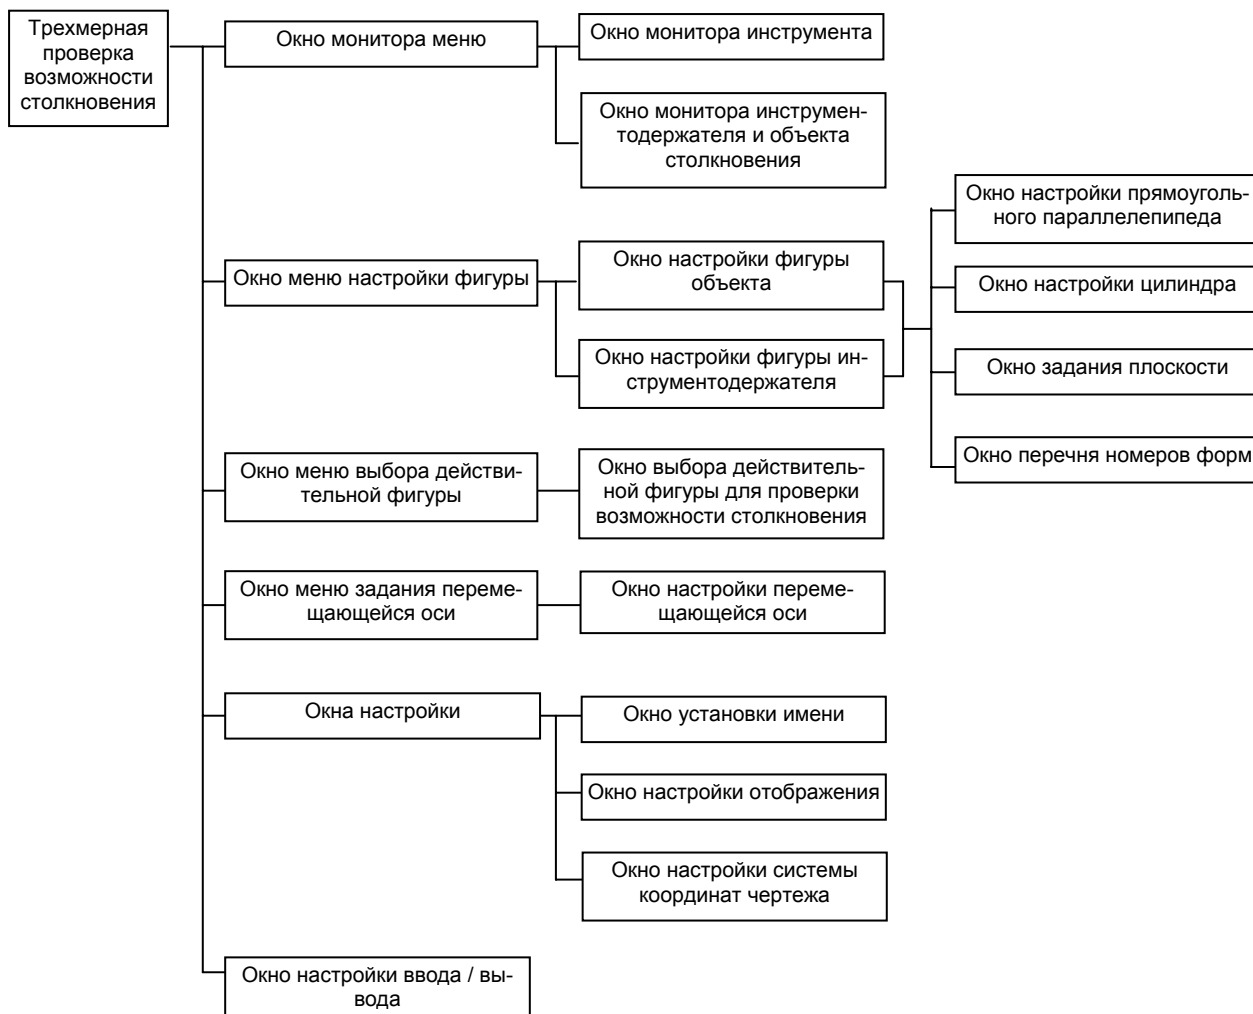 Трехмерная
проверка
возможности
столкновения
Окно монитора меню
Окно монитора инструмента
Окно монитора инструмен-
тодержателя и объекта
столкновения
Окно меню настройки фигуры
Окно настройки фигуры
объекта
Окно настройки фигуры ин-
струментодержателя
Окно настройки прямоуголь-
ного параллелепипеда
Окно настройки цилиндра
Окно задания плоскости
Окно перечня номеров форм
Окно меню выбора действи-
тельной фигуры
Окно выбора действитель-
ной фигуры для проверки
возможности столкновения
Окно меню задания переме-
щающейся оси
Окно настройки переме-
щающейся оси
Окна настройки
Окно установки имени
Окно настройки отображения
Окно настройки системы
координат чертежа
Окно настройки ввода / вы-
вода